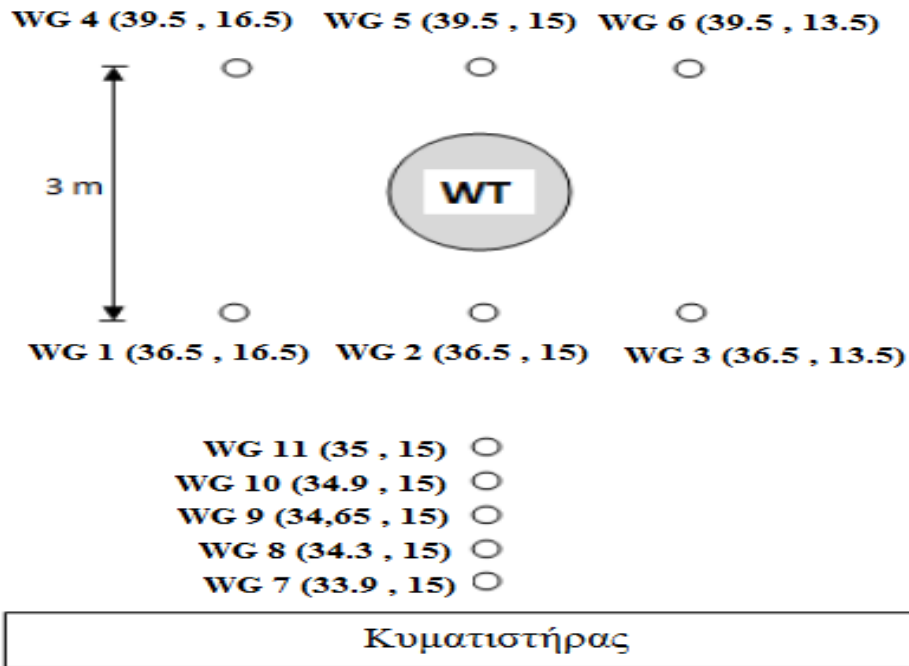 WG 4 (39.5 , 16.5) WG 5 (39.5 , 15) WG 6 (39.5 , 13.5)
3 m
WT
WG 1 (36.5 , 16.5) WG 2 (36.5 , 15) WG 3 (36.5 , 13.5)
WG 11 (35 , 15)
WG 10 (34.9 , 15)
WG 9 (34,65 , 15)
WG 8 (34.3 , 15)
WG 7 (33.9 , 15)
Κυματιστήρας